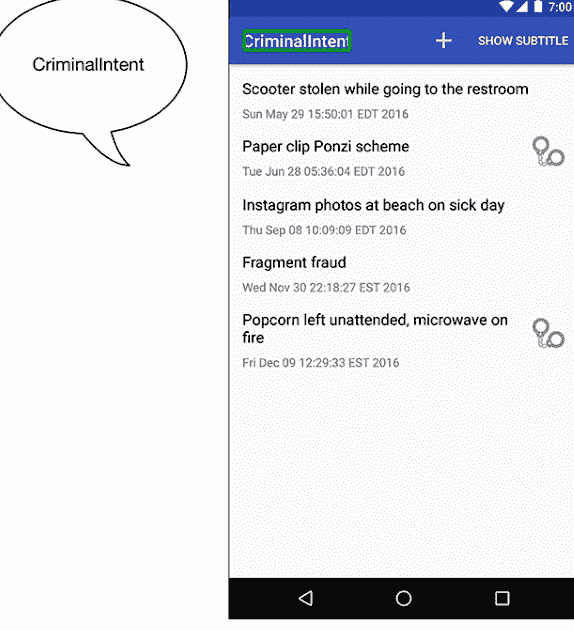 CriminalIntent
7:00
CriminalIntent
SHOW SUBTITLE
Scooter stolen while going to the restroom
Sun May 29 15:50:01 EDT 2016
Paper clip Ponzi scheme
Tue Jun 28 05:36:04 EDT 2016
Instagram photos at beach on sick day
Thu Sep 08 10:09:09 EDT 2016
Fragment fraud
Wed Nov 30 22:18:27 EST 2016
Popcorn left unattended, microwave on
fire
Fri Dec 09 12:29:33 EST 2016